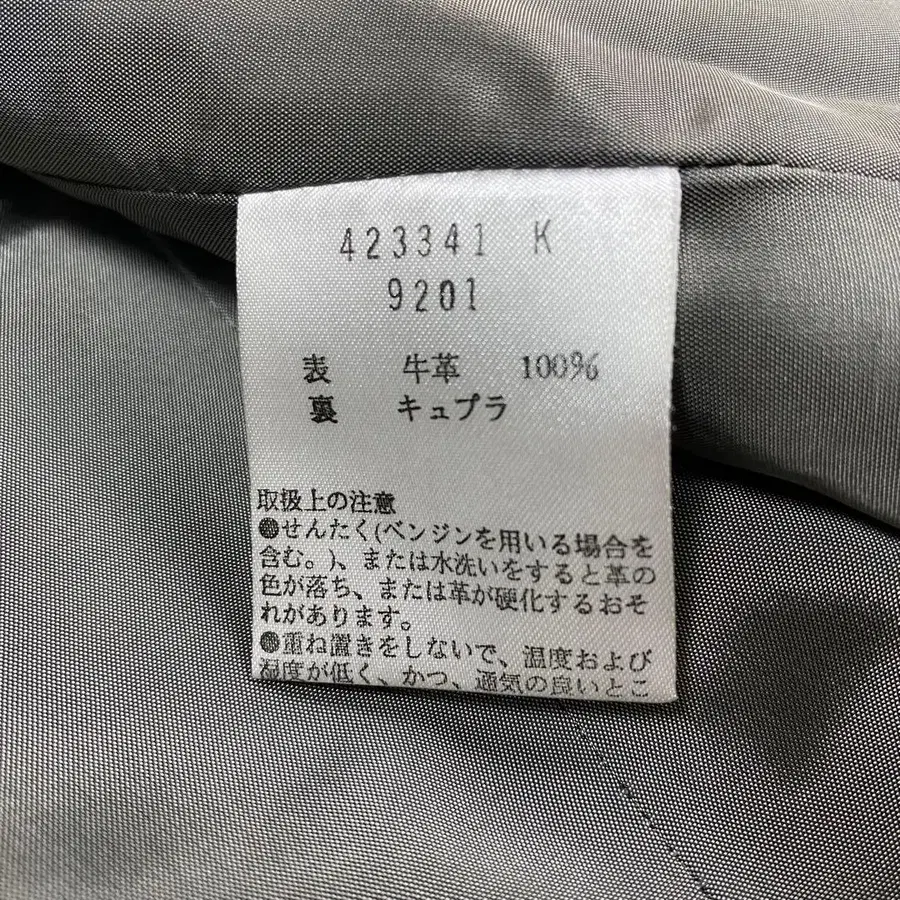 423341 K
9201
表 牛革 100%
裏 キュプラ
取扱上の注意
●せんたく(ベンジンを用いる場合を
含む。)、または水洗いをすると革の
色が落ち、または革が硬化するおそ
れがあります。
●重ね置きをしないで、温度および
湿度が低く、かつ、通気の良いとこ